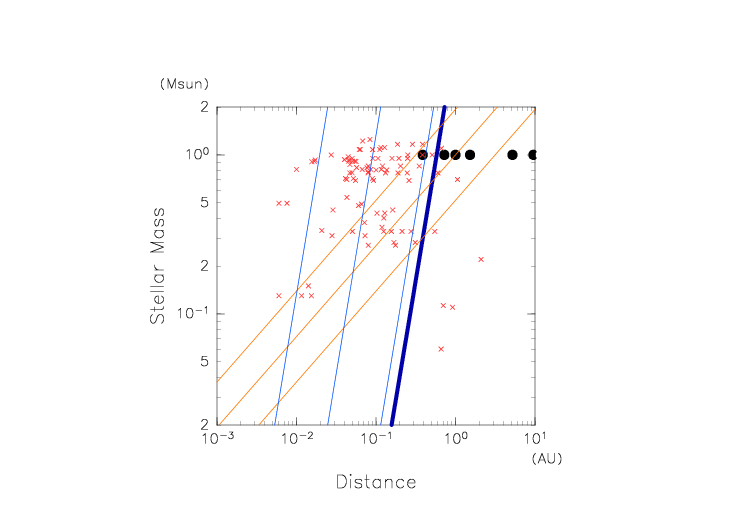 (Msun)
2
10⁰
5
2
10⁻¹
5
2
Stellar Mass
10⁻³ 10⁻² 10⁻¹ 10⁰ 10¹
(AU)
Distance